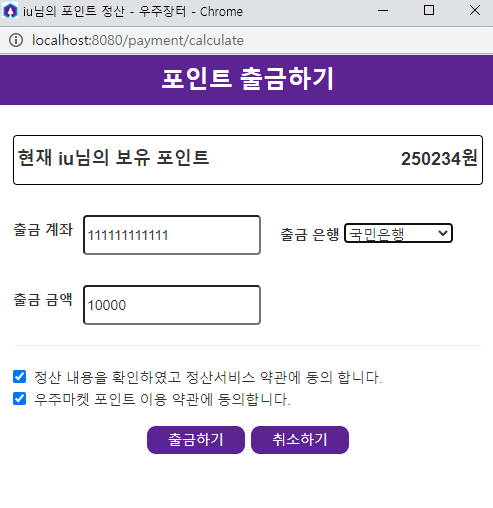 iu님의 포인트 정산 - 우주장터 - Chrome
localhost:8080/payment/calculate
포인트 출금하기
현재 iu님의 보유 포인트 250234원
출금 계좌 111111111111 출금 은행 국민은행
출금 금액 10000
정산 내용을 확인하였고 정산서비스 약관에 동의 합니다.
우주마켓 포인트 이용 약관에 동의합니다.
출금하기 취소하기